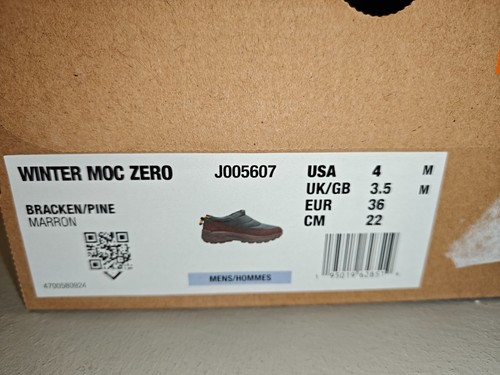 WINTER MOC ZERO J005607
BRACKEN/PINE
MARRON
4700580924
MENS/HOMMES
USA 4 M
UK/GB 3.5 M
EUR 36
CM 22